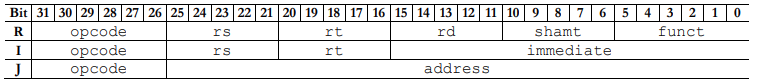 Bit 31 30 29 28 27 26 25 24 23 22 21 20 19 18 17 16 15 14 13 12 11 10 9 8 7 6 5 4 3 2 1 0
R opcode rs rt rd shamt funct
I opcode rs rt immediate
J opcode address